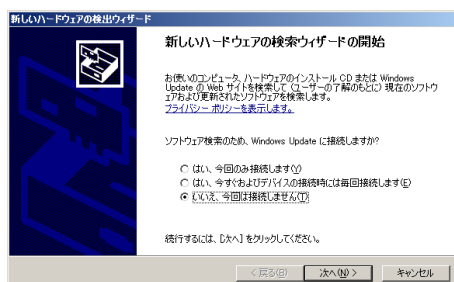 新しいハードウェアの検出ウィザード
新しいハードウェアの検索ウィザードの開始
お使いのコンピュータ、ハードウェアのインストール CD または Windows
Update の Web サイトを検索して (ユーザーの了解のもとに) 現在のソフトウ
ェアおよび更新されたソフトウェアを検索します。
プライバシー ポリシーを表示します。
ソフトウェア検索のため、Windows Update に接続しますか?
はい、今回のみ接続します(Y)
はい、今すぐおよびデバイスの接続時には毎回接続します(E)
いいえ、今回は接続しません(T)
続行するには、[次へ] をクリックしてください。
< 戻る(B)
次へ(N) >
キャンセル